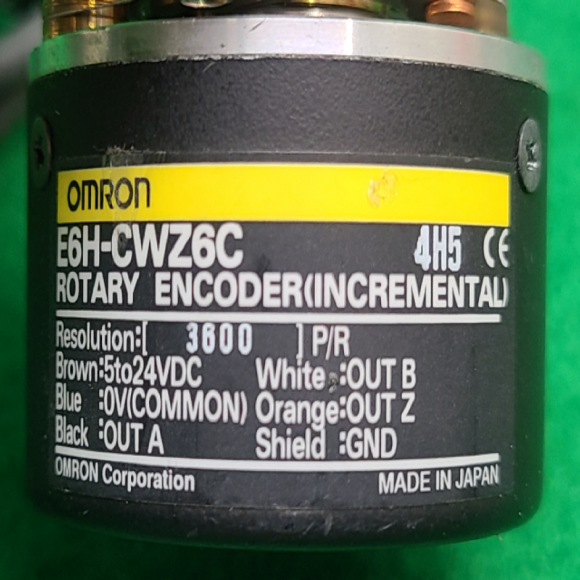 OMRON
E6H-CWZ6C 4H5 CE
ROTARY ENCODER(INCREMENTAL)
Resolution:[ 3600 ] P/R
Brown:5to24VDC White :OUT B
Blue :0V(COMMON) Orange:OUT Z
Black :OUT A Shield :GND
OMRON Corporation MADE IN JAPAN